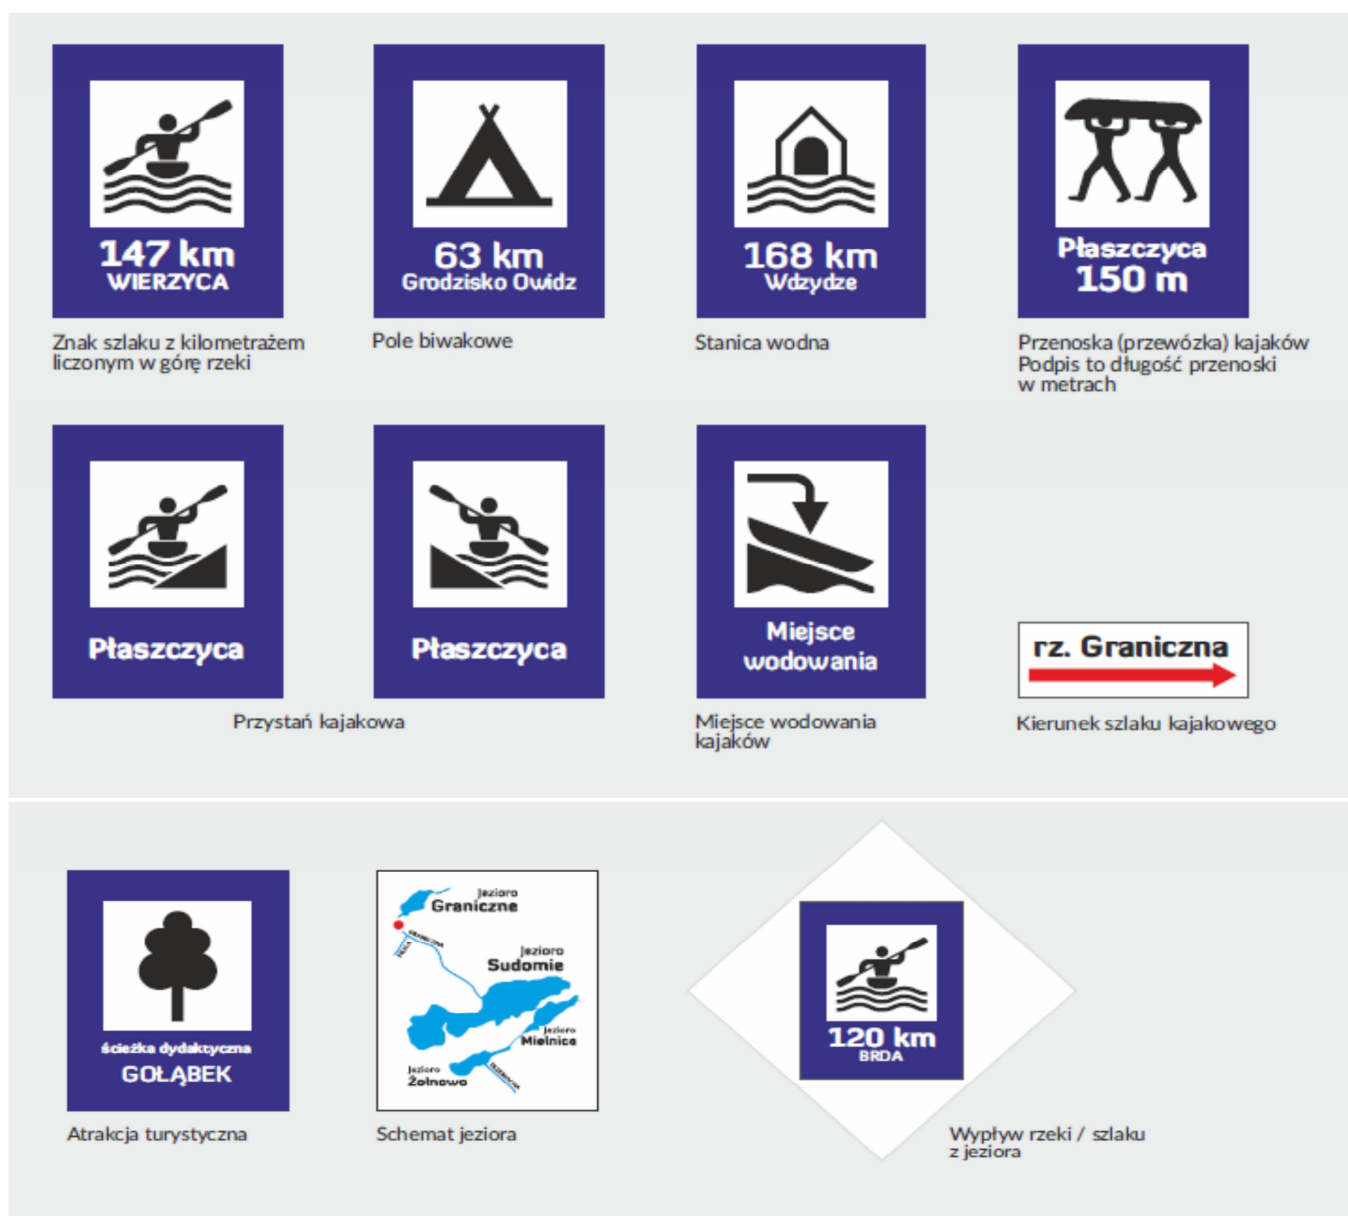 147 km
WIERZYCA
Znak szlaku z kilometrażem
liczonym w górę rzeki
63 km
Grodzisko Owidz
Pole biwakowe
168 km
Wdzydze
Stanica wodna
Płaszczyca
150 m
Przenoska (przewózka) kajaków
Podpis to długość przenoski
w metrach
Płaszczyca
Płaszczyca
Przystań kajakowa
Miejsce
wodowania
Miejsce wodowania
kajaków
rz. Graniczna
Kierunek szlaku kajakowego
ścieżka dydaktyczna
GOŁĄBEK
Atrakcja turystyczna
Jezioro
Graniczne
GRANICZNA
Jezioro
Sudomie
Jezioro
Mielnica
Jezioro
Żołnowo
Schemat jeziora
120 km
BRDA
Wypływ rzeki / szlaku
z jeziora